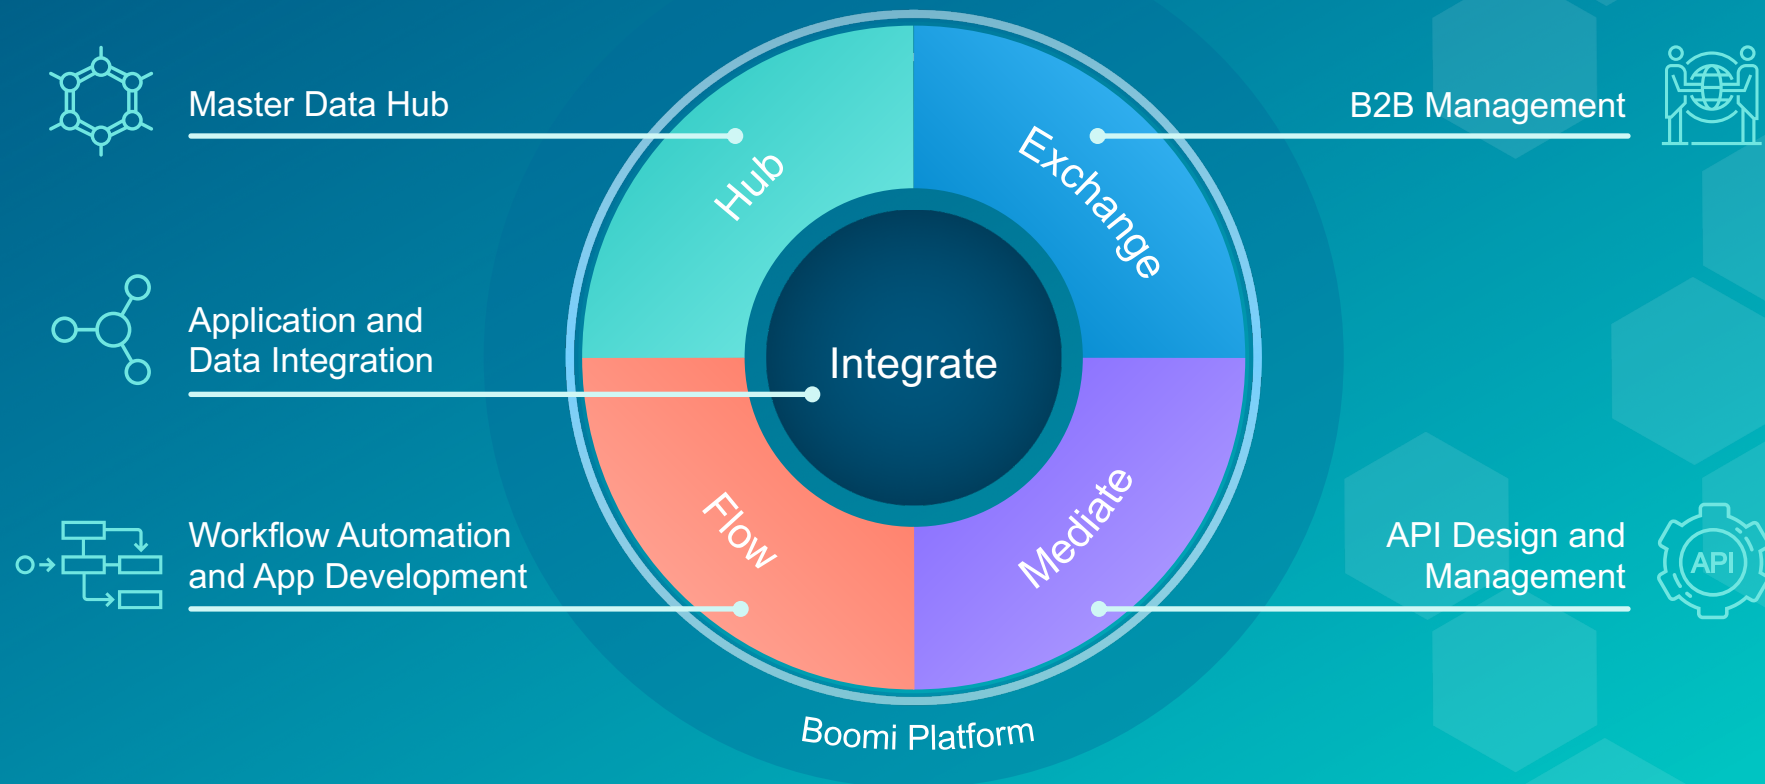 Master Data Hub
B2B Management
Hub
Exchange
Application and
Data Integration
Integrate
Workflow Automation
and App Development
Flow
Mediate
API Design and
Management
API
Boomi Platform